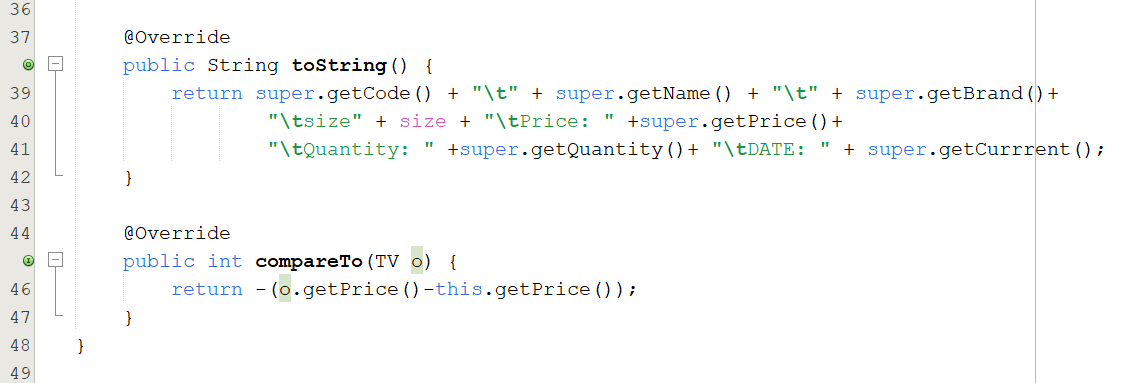 36
37 @Override
public String toString() {
39 return super.getCode() + "\t" + super.getName() + "\t" + super.getBrand()+
40 "\tsize" + size + "\tPrice: " +super.getPrice()+
41 "\tQuantity: " +super.getQuantity()+ "\tDATE: " + super.getCurrrent();
42 }
43
44 @Override
public int compareTo(TV o) {
46 return -(o.getPrice()-this.getPrice());
47 }
48 }
49